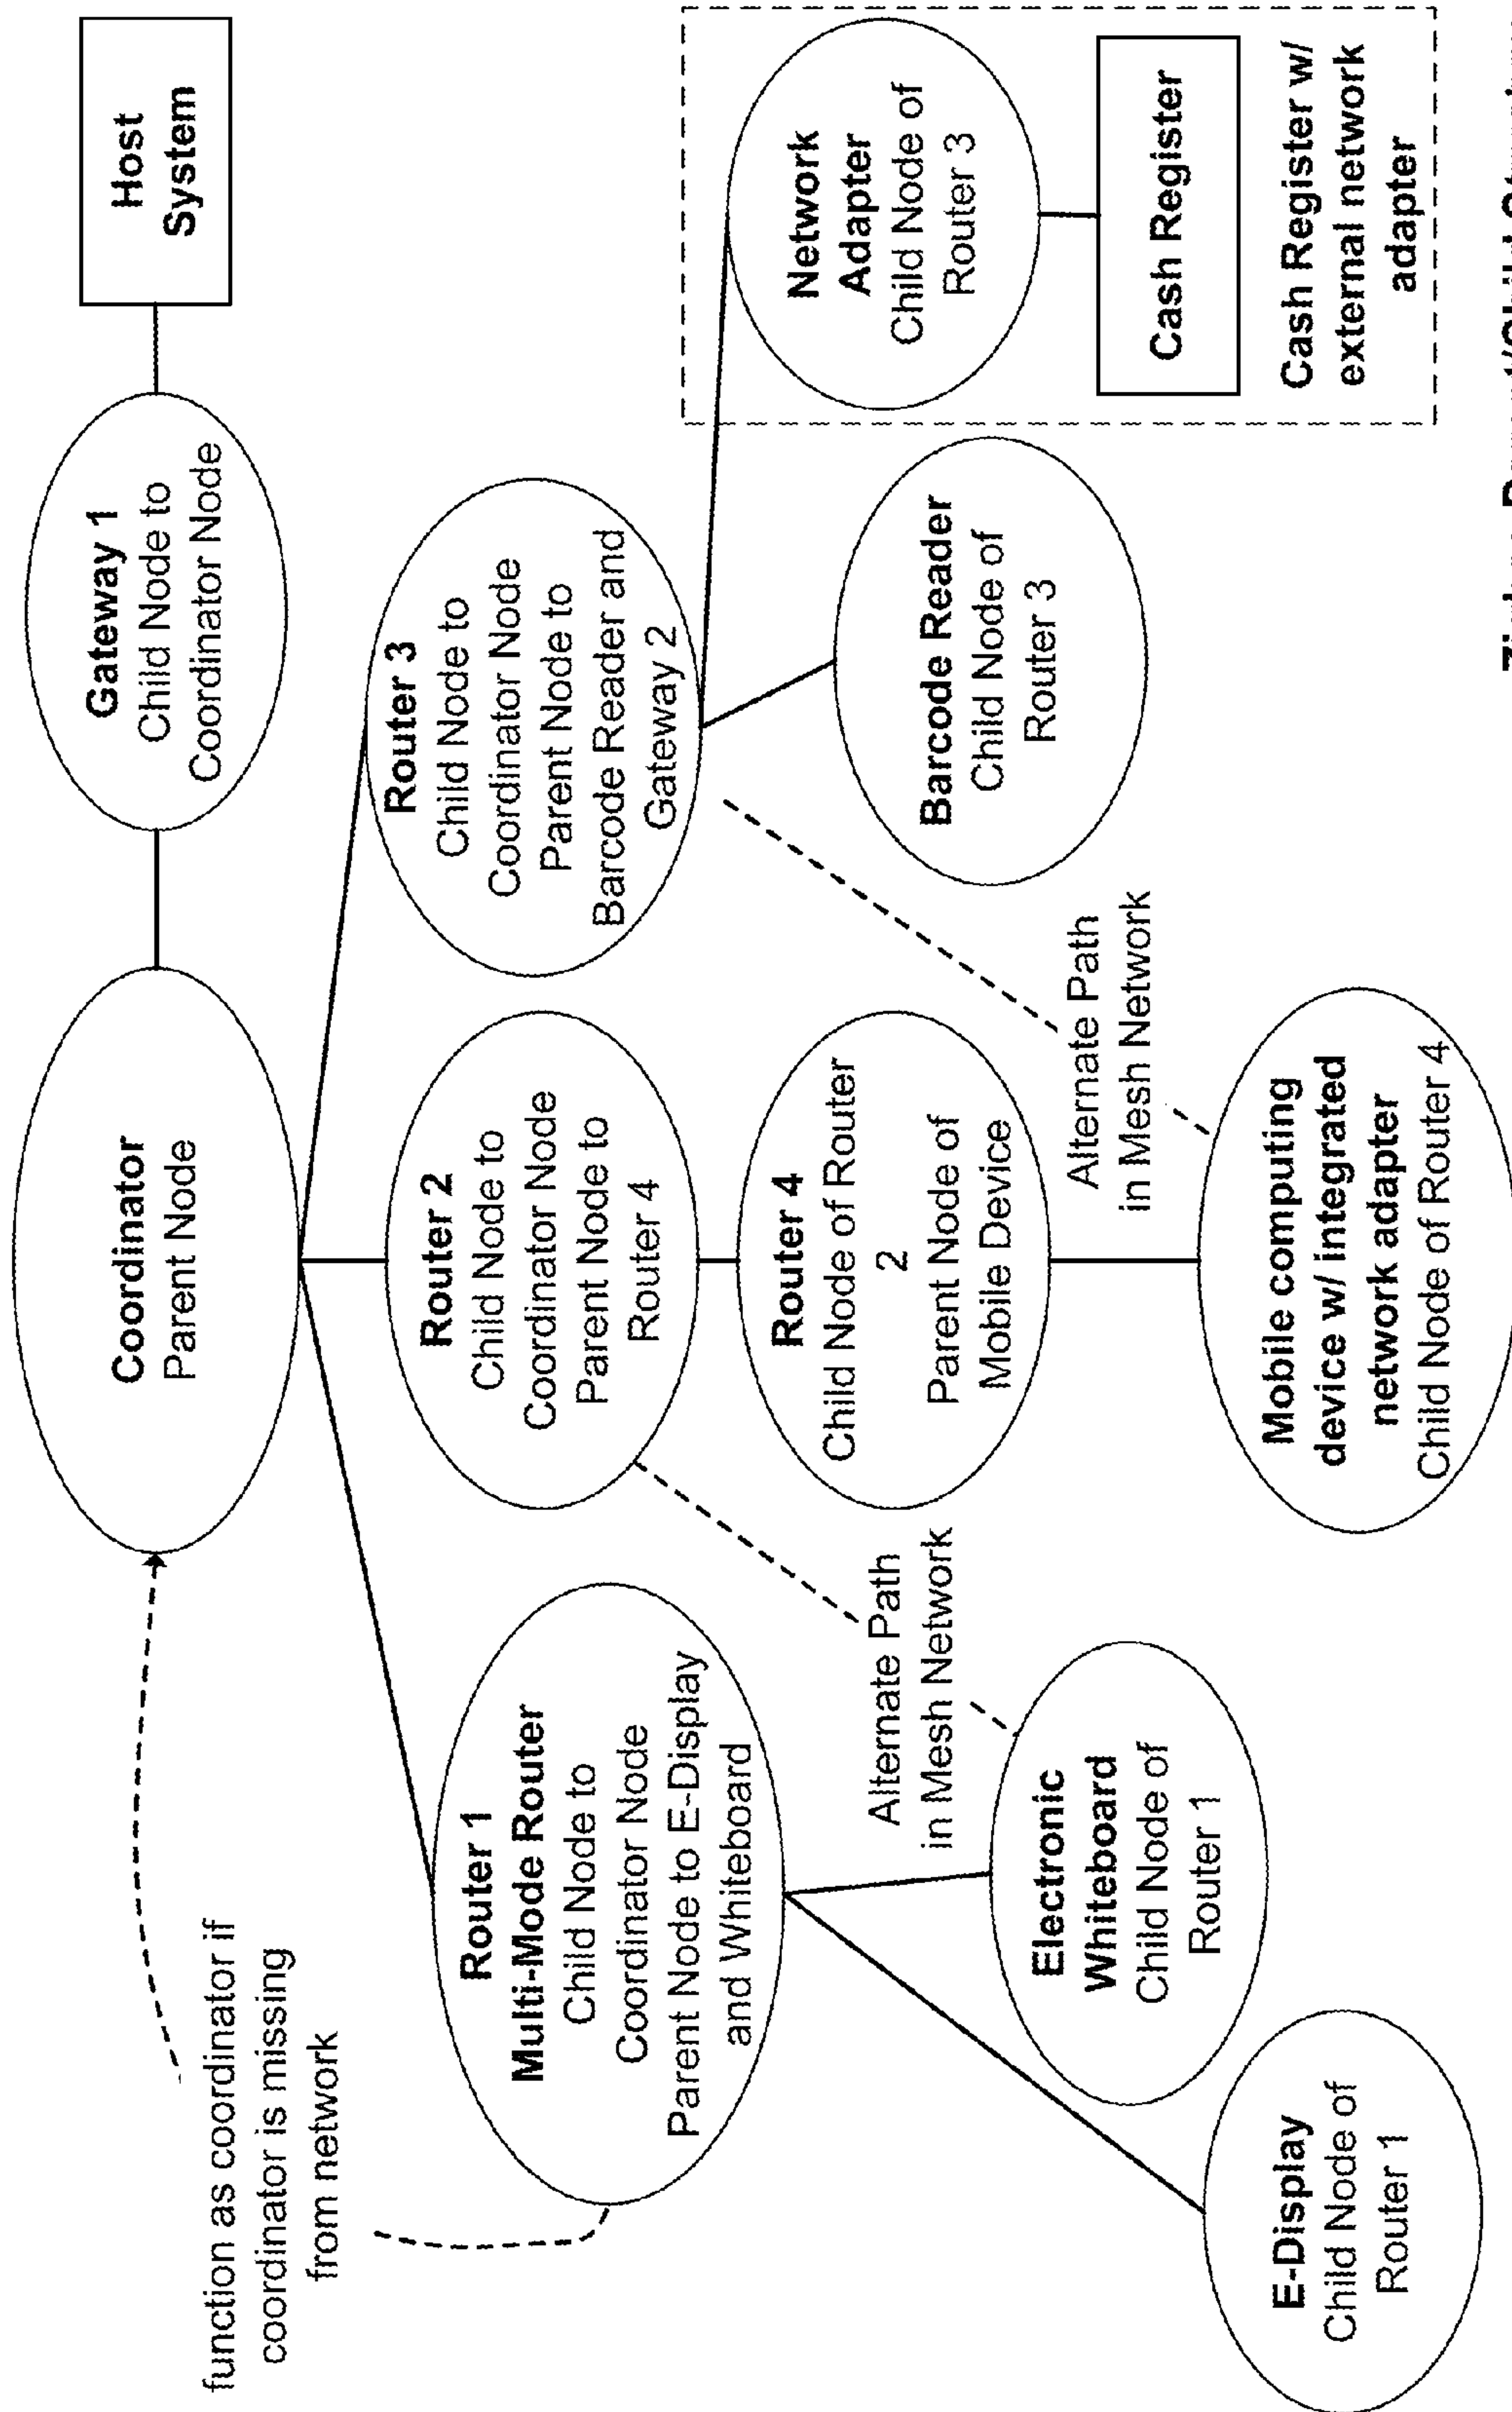 function as coordinator if
coordinator is missing
from network
Coordinator
Parent Node
Gateway 1
Child Node to
Coordinator Node
Host
System
Router 1
Multi-Mode Router
Child Node to
Coordinator Node
Parent Node to E-Display
and Whiteboard
Router 2
Child Node to
Coordinator Node
Parent Node to
Router 4
Router 3
Child Node to
Coordinator Node
Parent Node to
Barcode Reader and
Gateway 2
Router 4
Child Node of Router
2
Parent Node of
Mobile Device
Network
Adapter
Child Node of
Router 3
Barcode Reader
Child Node of
Router 3
Alternate Path
in Mesh Network
Alternate Path
in Mesh Network
Electronic
Whiteboard
Child Node of
Router 1
E-Display
Child Node of
Router 1
Mobile computing
device w/ integrated
network adapter
Child Node of Router 4
Cash Register
Cash Register w/
external network
adapter